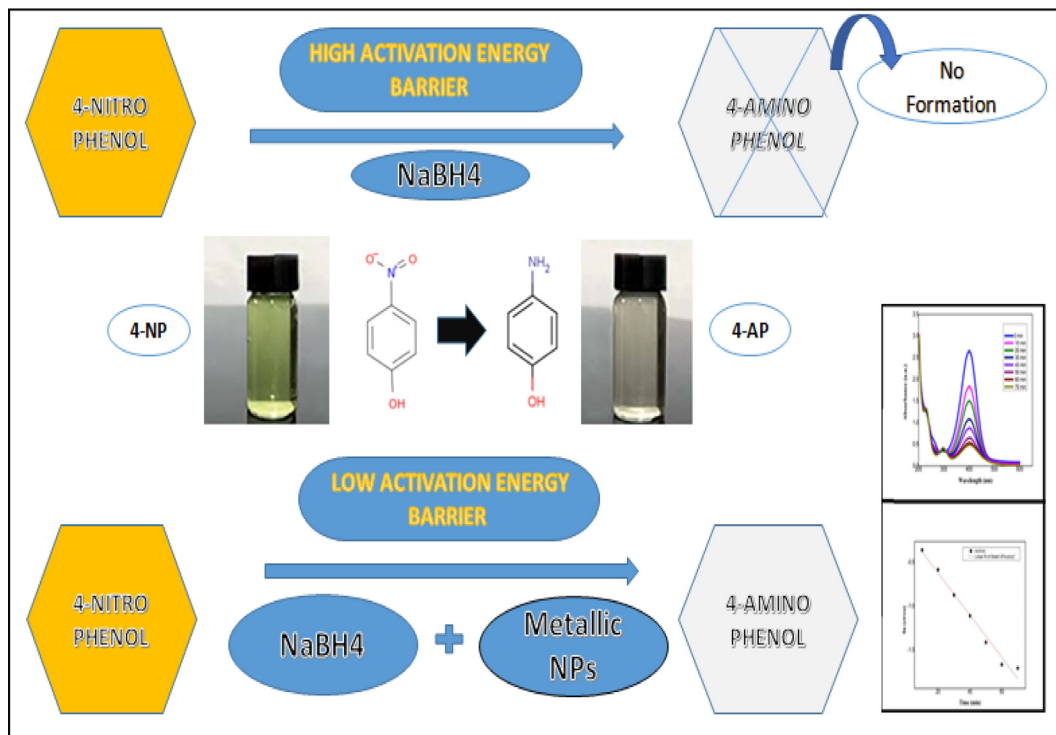 HIGH ACTIVATION ENERGY
BARRIER
4-NITRO
PHENOL
NaBH4
4-AMINO
PHENOL
No
Formation
4-NP
O⁻
N⁺
O
OH
NH₂
OH
4-AP
Wavelength (nm)
LOW ACTIVATION ENERGY
BARRIER
4-NITRO
PHENOL
NaBH4
+
Metallic
NPs
4-AMINO
PHENOL
Time (min)